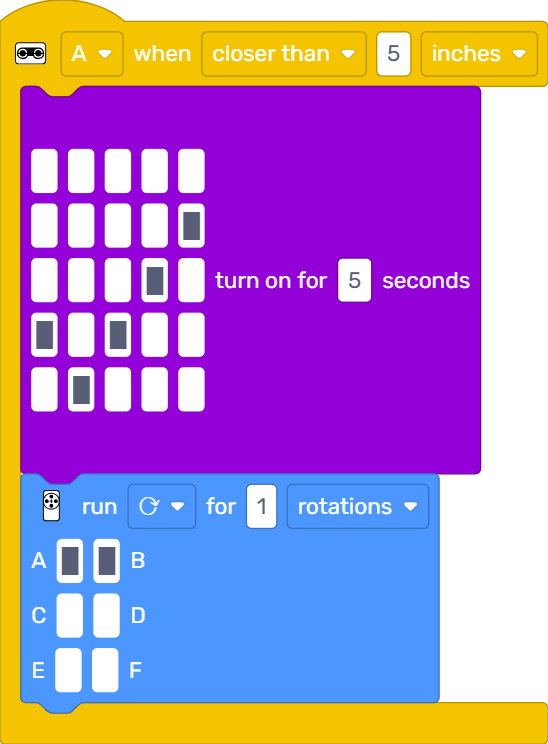 A when closer than 5 inches
turn on for 5 seconds
run for 1 rotations
A B
C D
E F